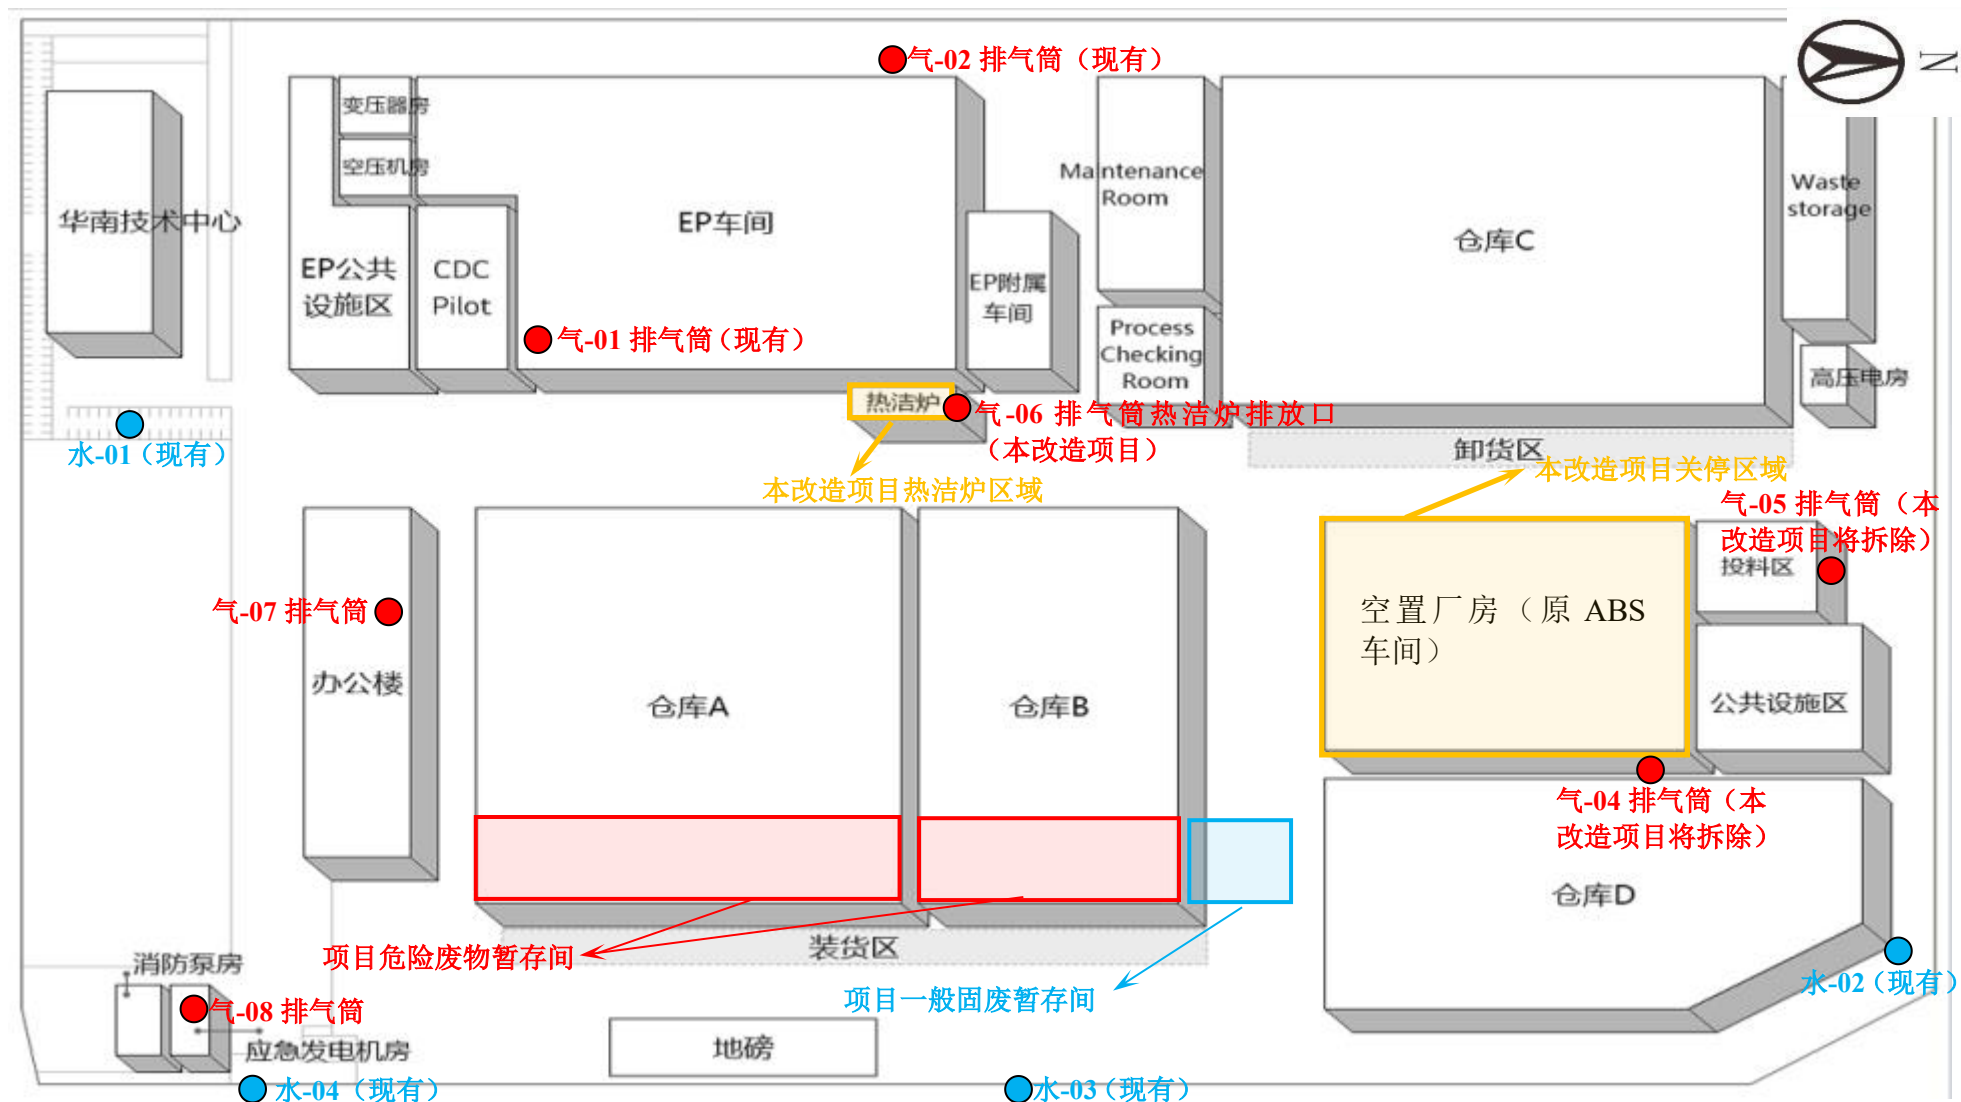 气-02 排气筒（现有）
N
变压器房
空压机房
华南技术中心
EP公共
设施区
CDC
Pilot
EP车间
EP附属
车间
Maintenance
Room
Process
Checking
Room
仓库C
Waste
storage
高压电房
气-01 排气筒（现有）
热洁炉
气-06 排气筒热洁炉排放口
（本改造项目）
卸货区
水-01（现有）
本改造项目热洁炉区域
本改造项目关停区域
气-05 排气筒（本
改造项目将拆除）
投料区
气-07 排气筒
办公楼
仓库A
仓库B
空置厂房（原 ABS
车间）
公共设施区
气-04 排气筒（本
改造项目将拆除）
仓库D
装货区
项目危险废物暂存间
项目一般固废暂存间
水-02（现有）
消防泵房
气-08 排气筒
应急发电机房
地磅
水-04（现有）
水-03（现有）